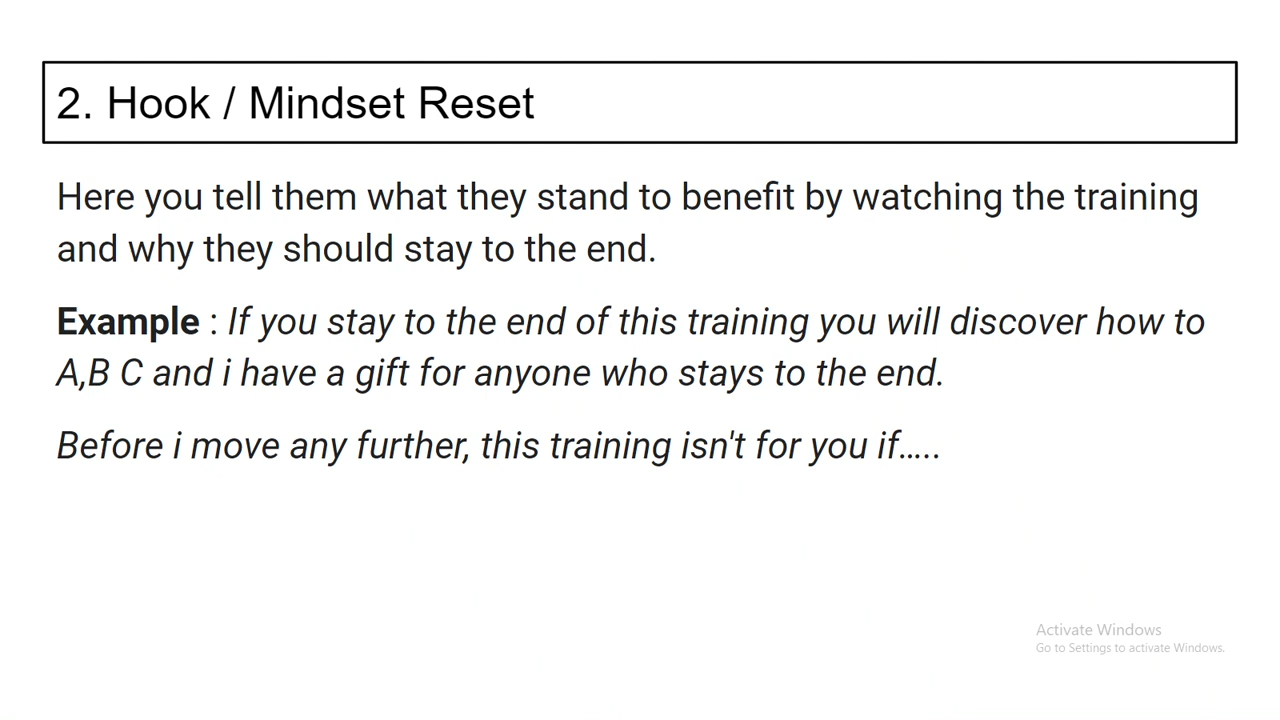 2. Hook / Mindset Reset
Here you tell them what they stand to benefit by watching the training
and why they should stay to the end.
Example : If you stay to the end of this training you will discover how to
A,B C and i have a gift for anyone who stays to the end.
Before i move any further, this training isn't for you if.....
Activate Windows
Go to Settings to activate Windows.